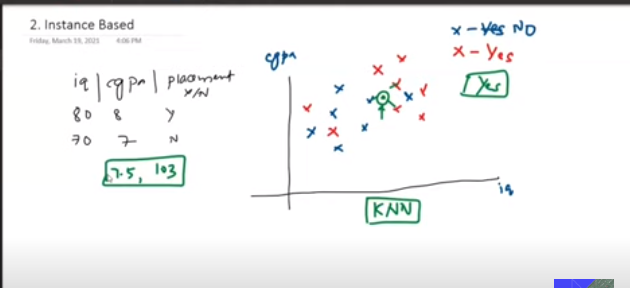 2. Instance Based
Friday, March 19, 2021 4:06 PM
iq | cgpa | placement
Y/N
80 8 Y
70 7 N
7.5, 103
cgpa
x - Yes NO
x - Yes
Yes
iq
KNN